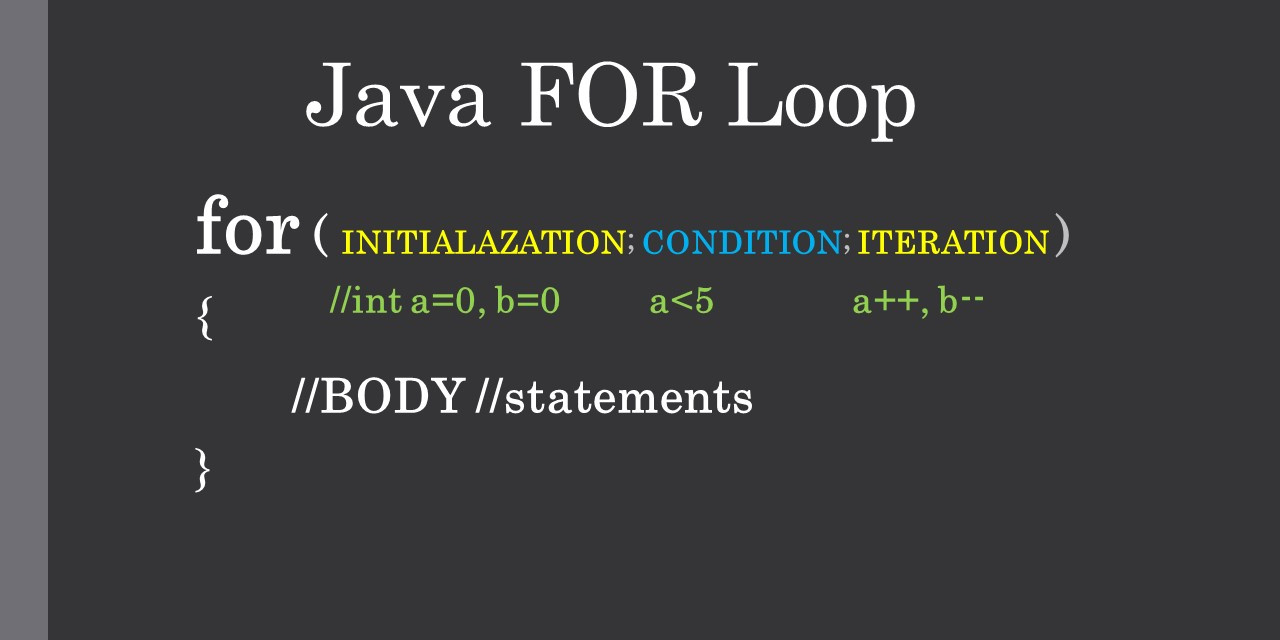 Java FOR Loop
for ( INITIALAZATION; CONDITION; ITERATION)
{ //int a=0, b=0 a<5 a++, b--
//BODY //statements
}